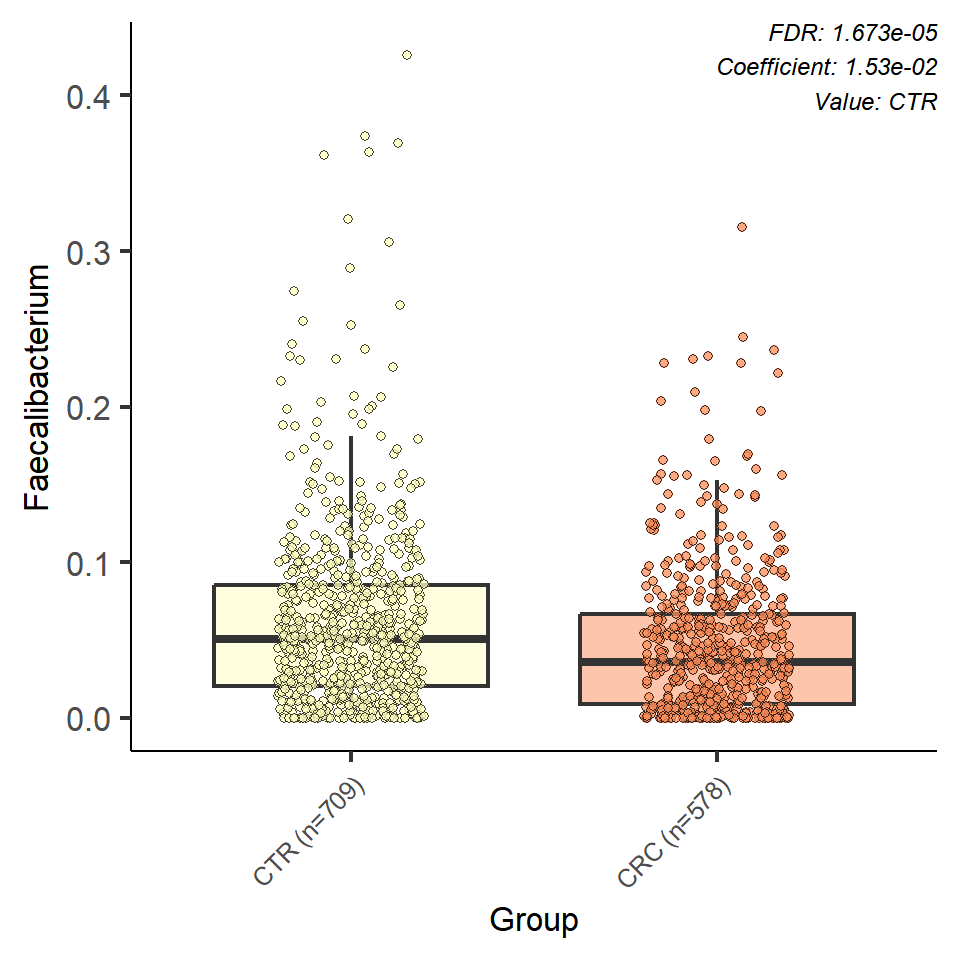 FDR: 1.673e-05
Coefficient: 1.53e-02
Value: CTR
Faecalibacterium
0.4
0.3
0.2
0.1
0.0
CTR (n=709)
CRC (n=578)
Group